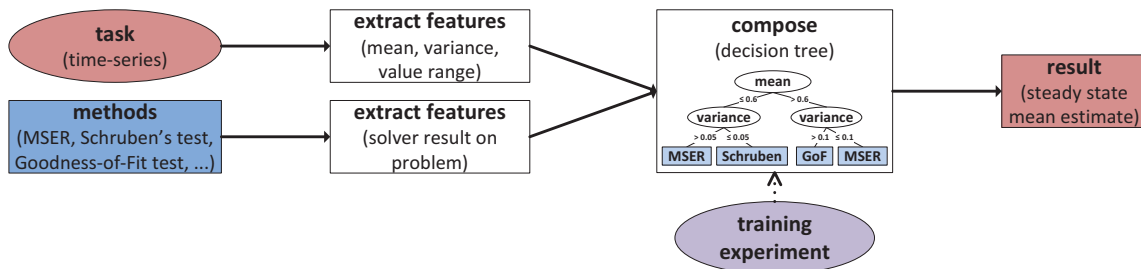 task
(time-series)
extract features
(mean, variance,
value range)
methods
(MSER, Schruben's test,
Goodness-of-Fit test, ...)
extract features
(solver result on
problem)
compose
(decision tree)
mean
≤ 0.6 > 0.6
variance variance
> 0.05 ≤ 0.05 > 0.1 ≤ 0.1
MSER Schruben GoF MSER
training
experiment
result
(steady state
mean estimate)